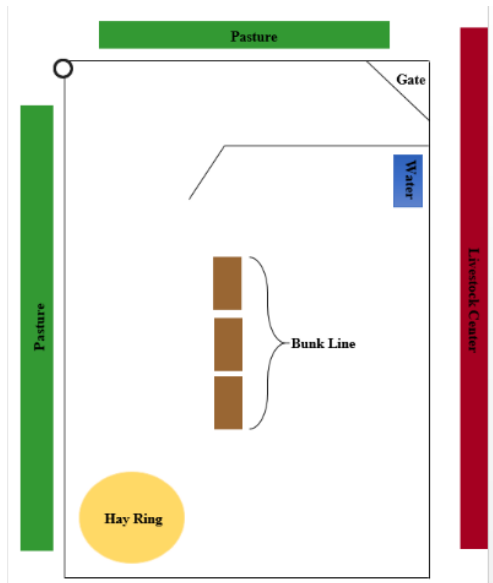 Pasture
Gate
Water
Livestock Center
Pasture
Bunk Line
Hay Ring